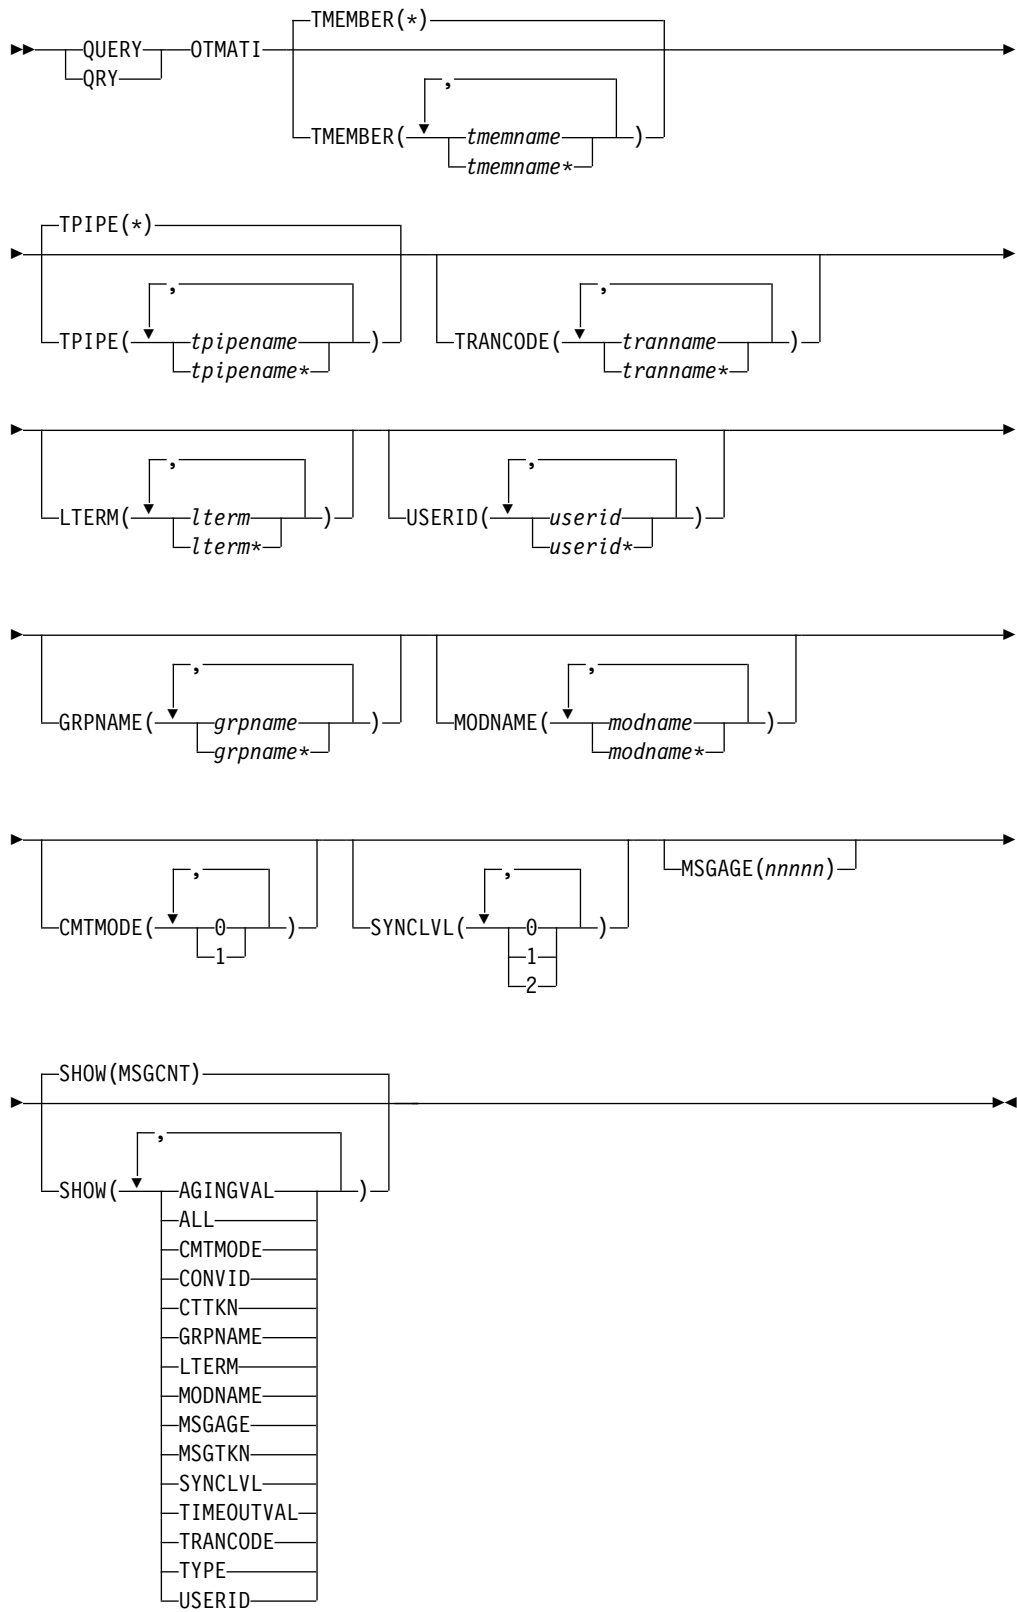 TMEMBER(*)
QUERY OTMATI
QRY
,
TMEMBER( tmemname )
tmemname*
TPIPE(*)
, ,
TPIPE( tpipename ) TRANCODE( tranname )
tpipename* tranname*
, ,
LTERM( lterm ) USERID( userid )
lterm* userid*
, ,
GRPNAME( grpname ) MODNAME( modname )
grpname* modname*
, ,
MSGAGE(nnnnn)
CMTMODE( 0 ) SYNCLVL( 0 )
1 1
2
SHOW(MSGCNT)
,
SHOW( AGINGVAL )
ALL
CMTMODE
CONVID
CTTKN
GRPNAME
LTERM
MODNAME
MSGAGE
MSGTKN
SYNCLVL
TIMEOUTVAL
TRANCODE
TYPE
USERID